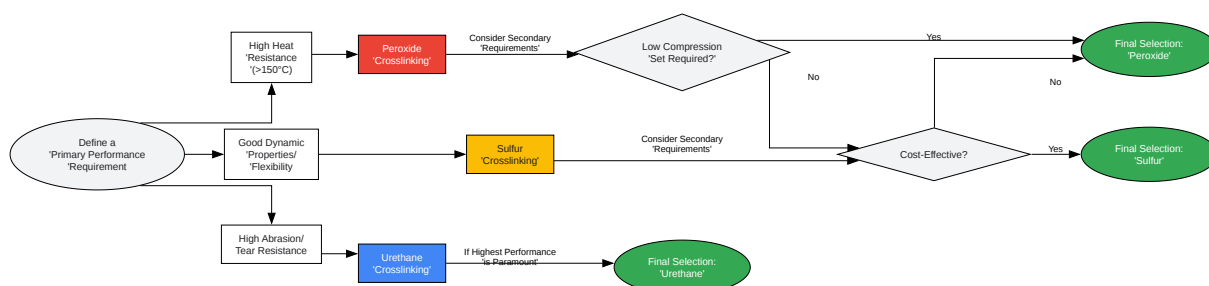 Define a
'Primary Performance
'Requirement
High Heat
'Resistance
'(>150°C)
Peroxide
'Crosslinking'
Consider Secondary
'Requirements'
Low Compression
'Set Required?'
Yes
No
Final Selection:
'Peroxide'
No
Good Dynamic
'Properties/
'Flexibility
Sulfur
'Crosslinking'
Consider Secondary
'Requirements'
Cost-Effective?
Yes
Final Selection:
'Sulfur'
High Abrasion/
Tear Resistance
Urethane
'Crosslinking'
If Highest Performance
'is Paramount'
Final Selection:
'Urethane'